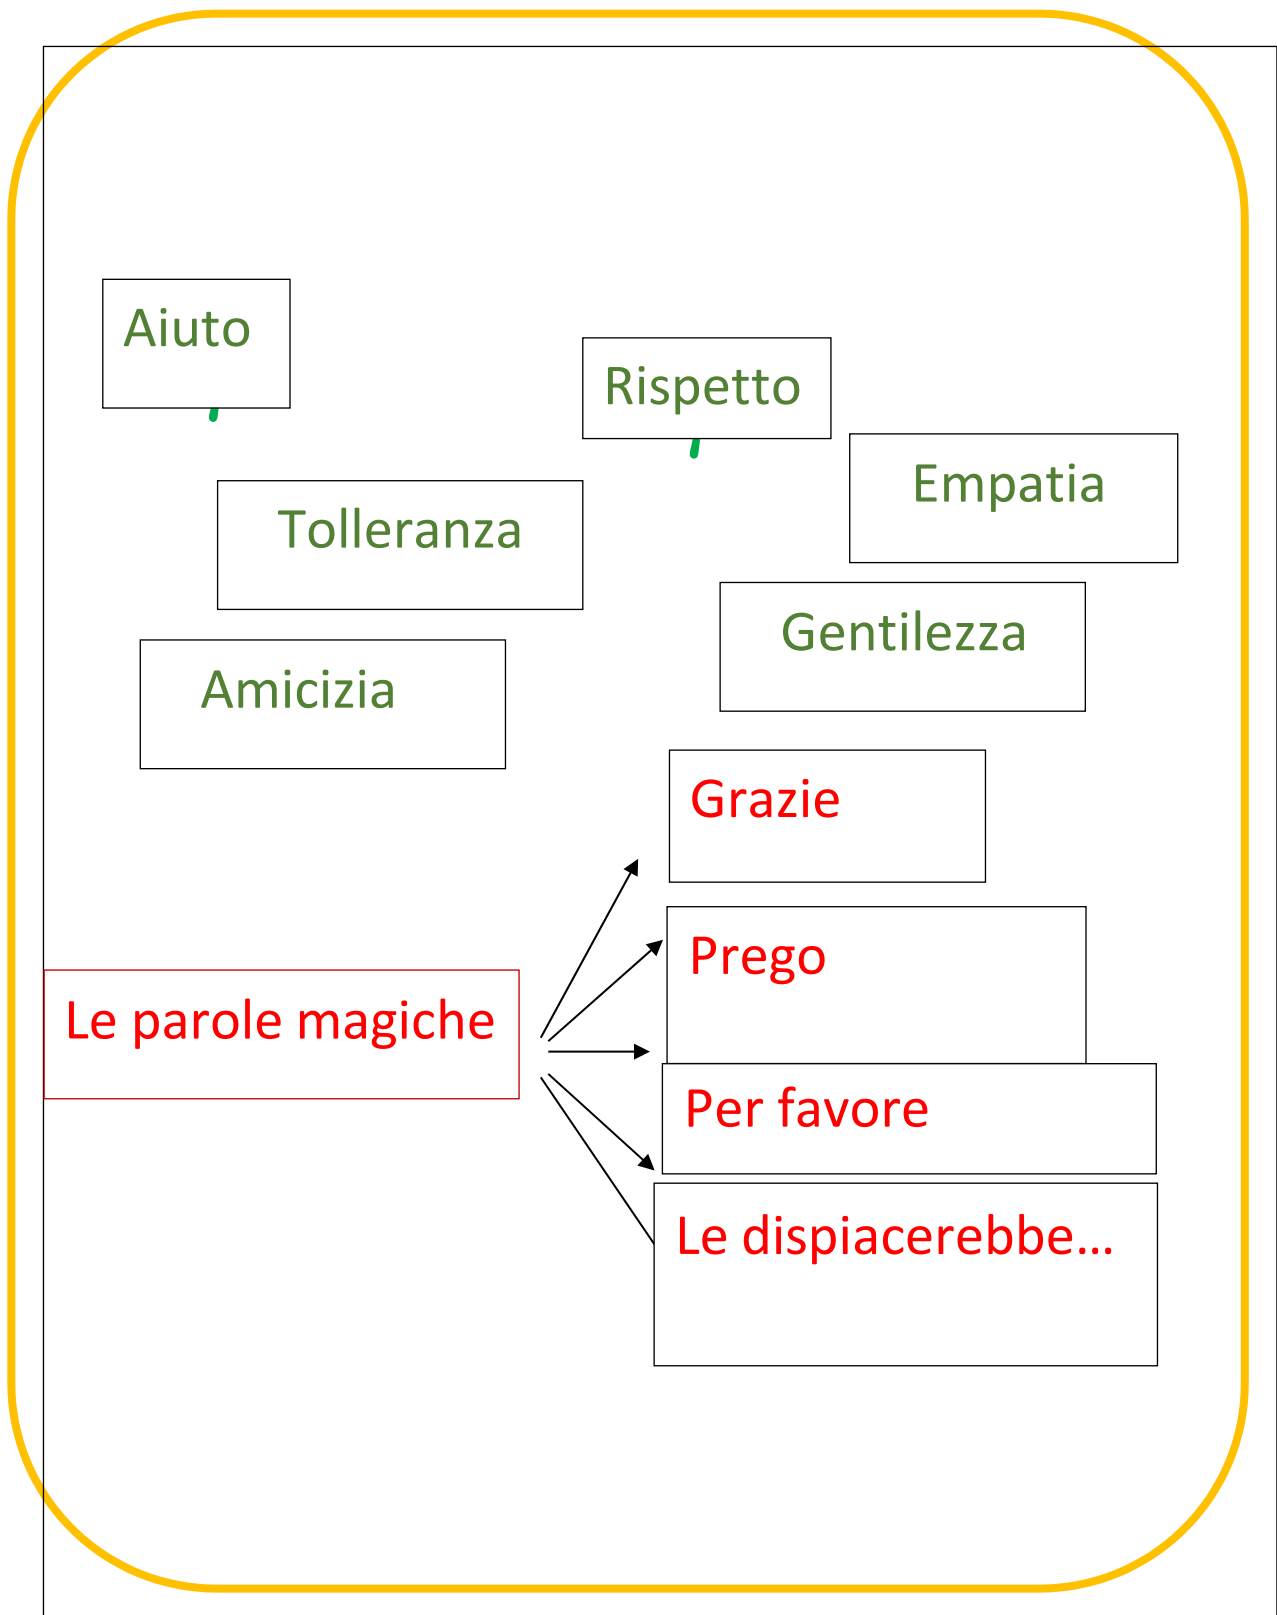 Aiuto
Rispetto
Empatia
Tolleranza
Gentilezza
Amicizia
Grazie
Prego
Le parole magiche
Per favore
Le dispiacerebbe...